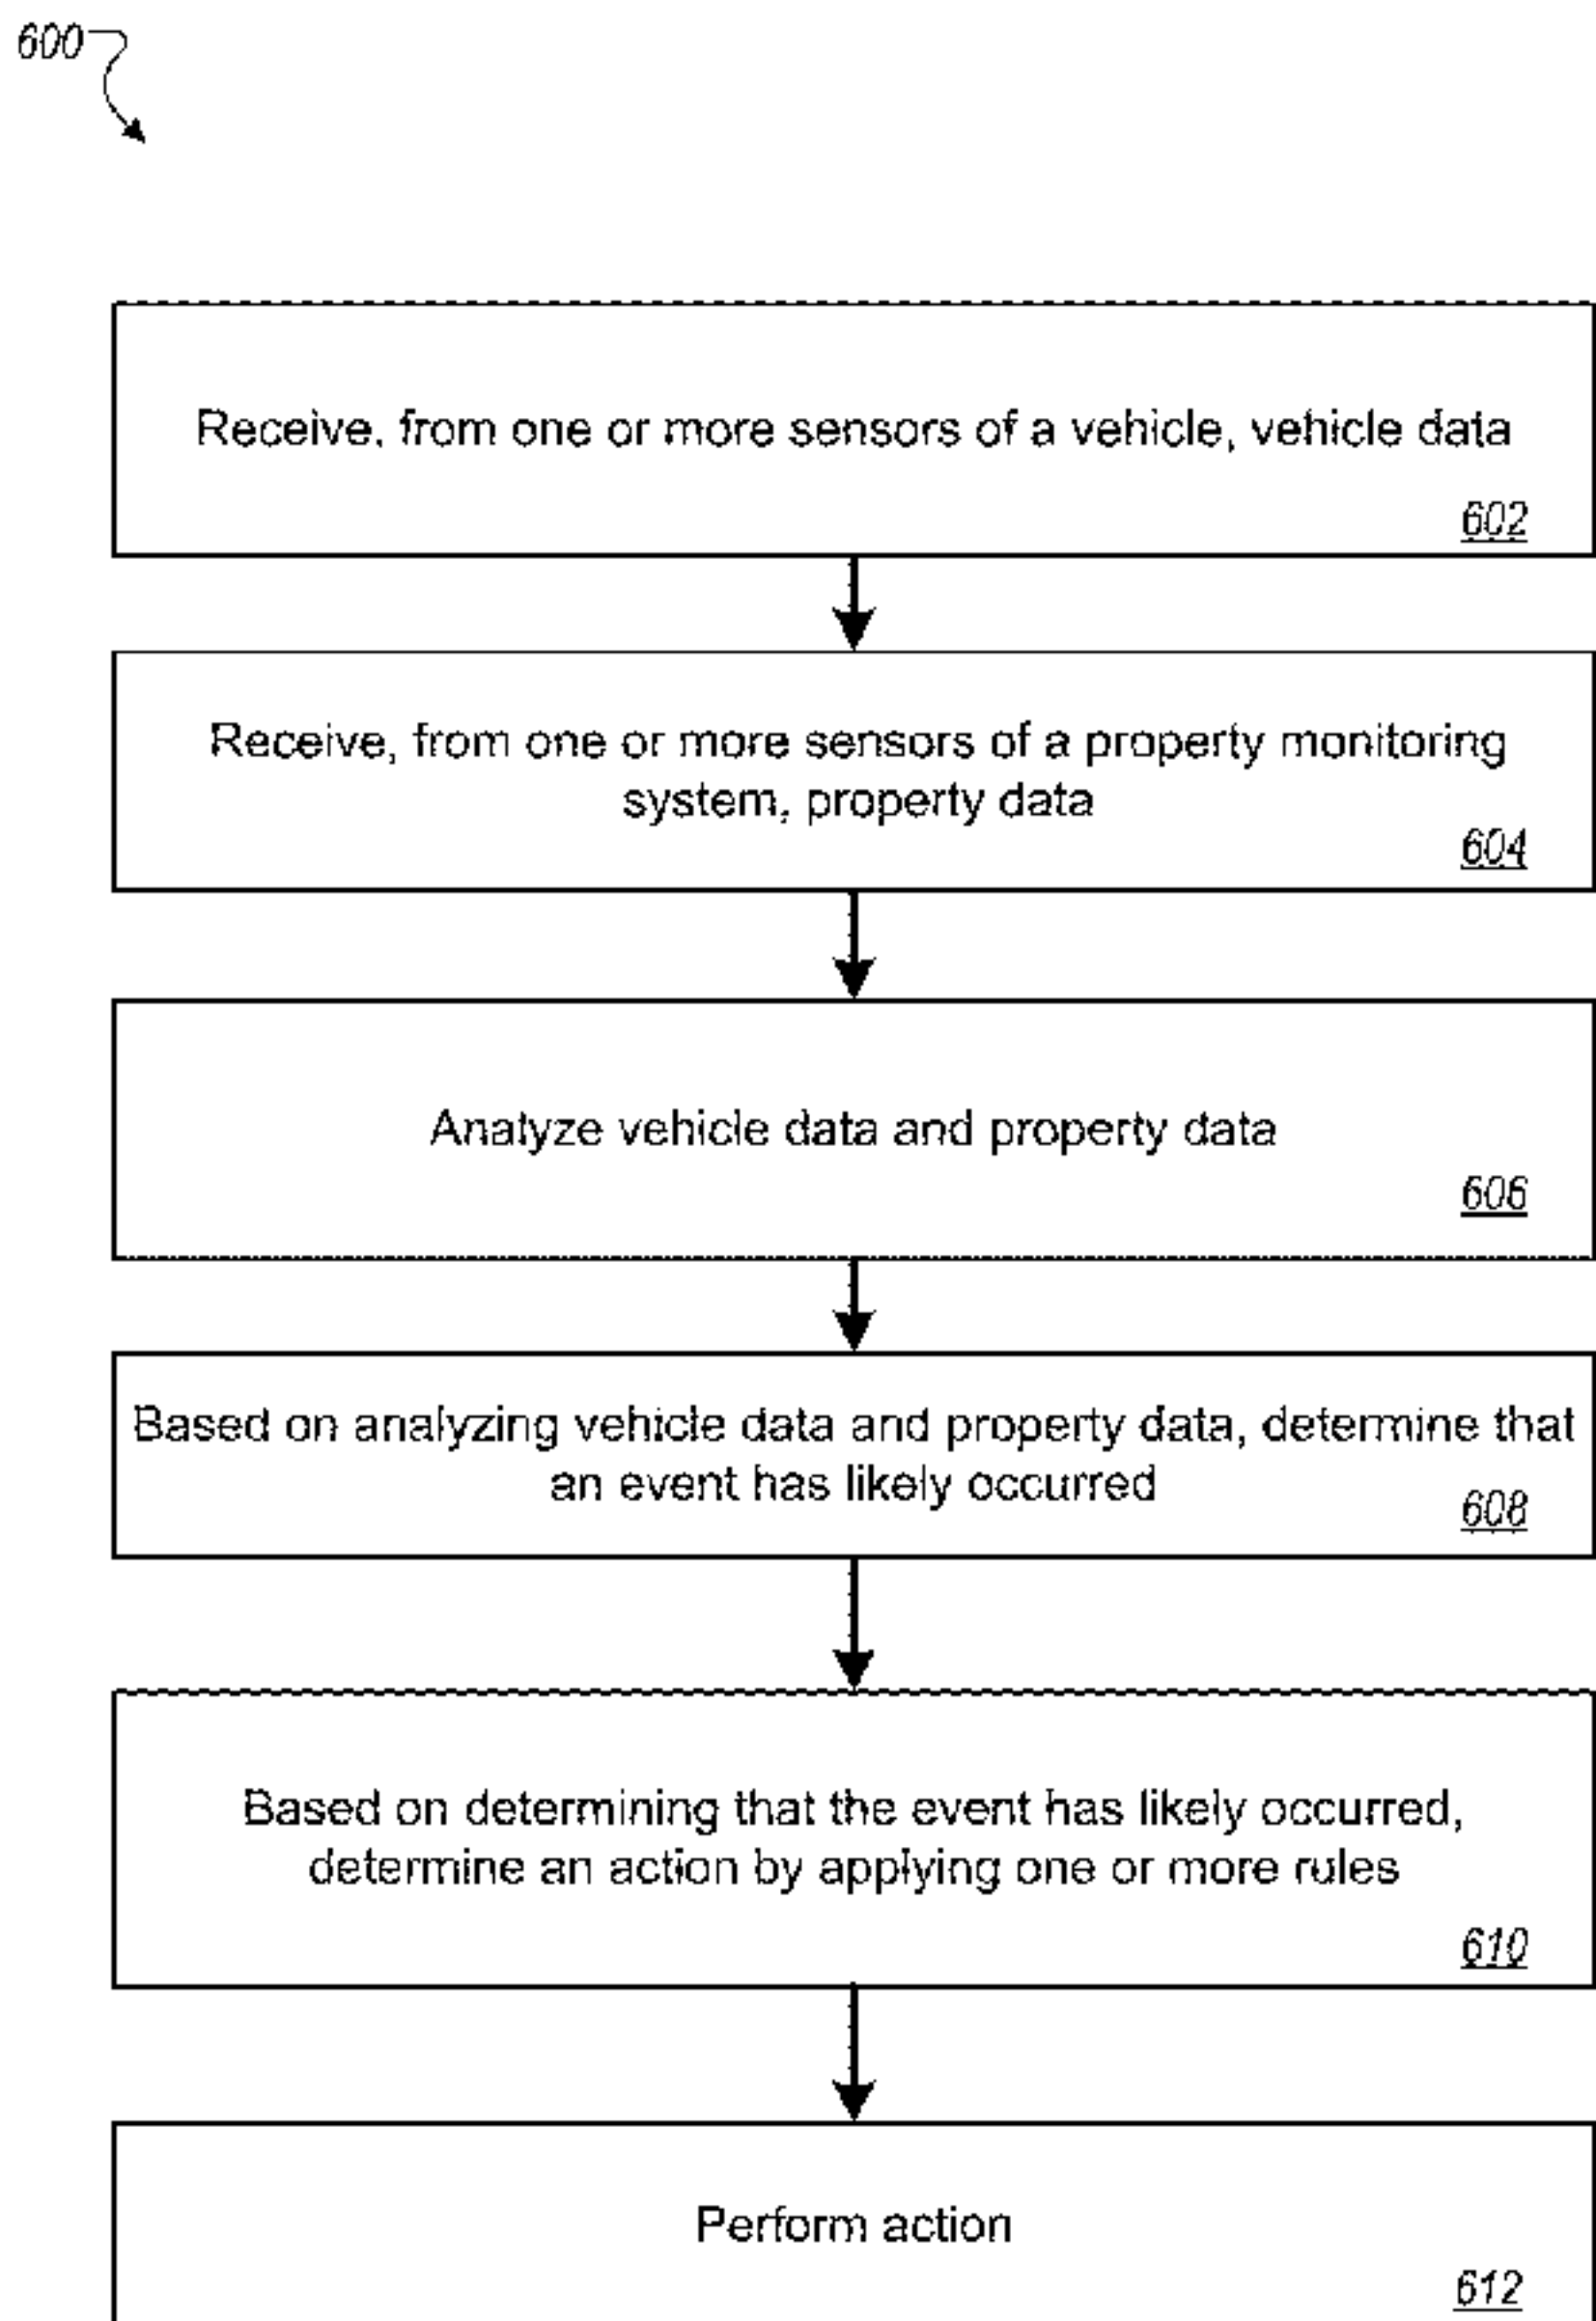 600
Receive, from one or more sensors of a vehicle, vehicle data
602
Receive, from one or more sensors of a property monitoring
system, property data
604
Analyze vehicle data and property data
606
Based on analyzing vehicle data and property data, determine that
an event has likely occurred
608
Based on determining that the event has likely occurred,
determine an action by applying one or more rules
610
Perform action
612